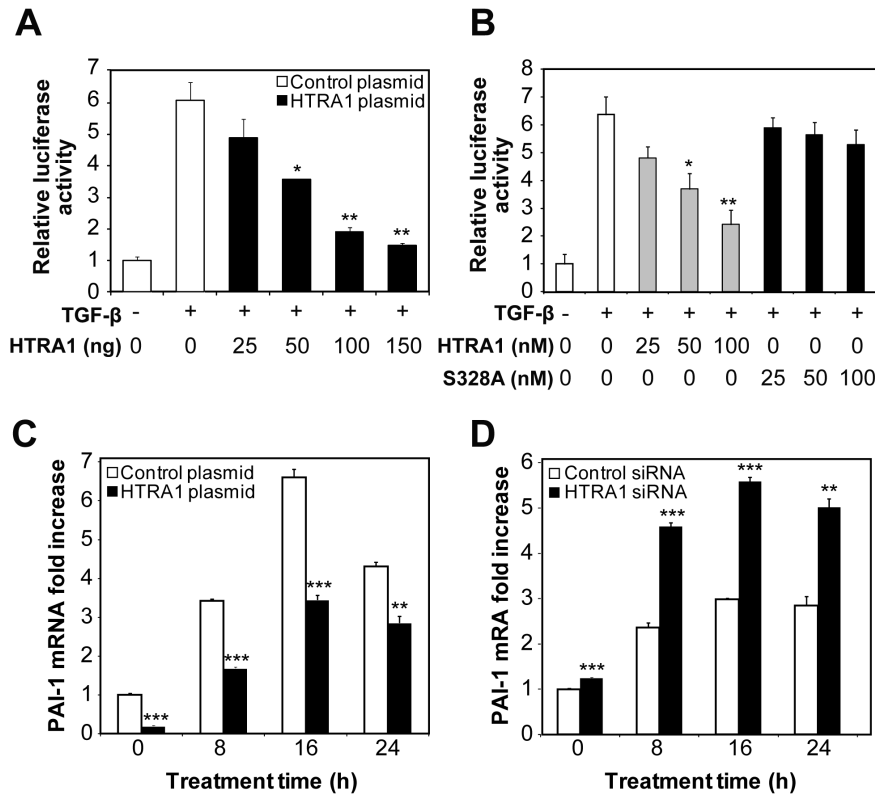 A
Relative luciferase activity
7
6
5
4
3
2
1
0
Control plasmid
HTRA1 plasmid
*
**
**
TGF-β - + + + + +
HTRA1 (ng) 0 0 25 50 100 150
B
Relative luciferase activity
8
7
6
5
4
3
2
1
0
*
**
TGF-β - + + + + + + +
HTRA1 (nM) 0 0 25 50 100 0 0 0
S328A (nM) 0 0 0 0 0 25 50 100
C
PAI-1 mRNA fold increase
7
6
5
4
3
2
1
0
Control plasmid
HTRA1 plasmid
***
***
***
**
0 8 16 24
Treatment time (h)
D
PAI-1 mRA fold increase
6
5
4
3
2
1
0
Control siRNA
HTRA1 siRNA
***
***
***
**
0 8 16 24
Treatment time (h)